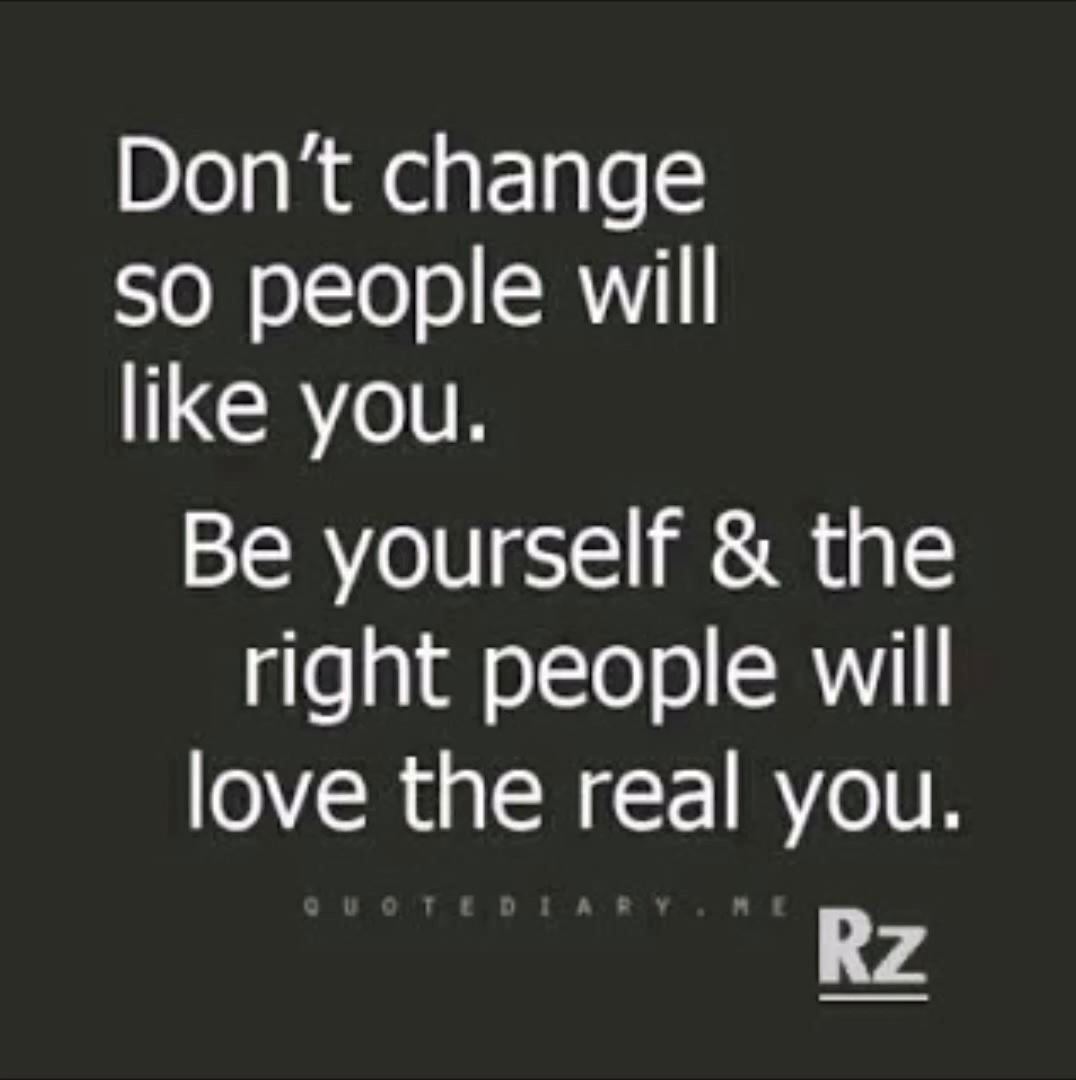 Don't change
so people will
like you.
Be yourself & the
right people will
love the real you.
QUOTEDIARY.ME
Rz